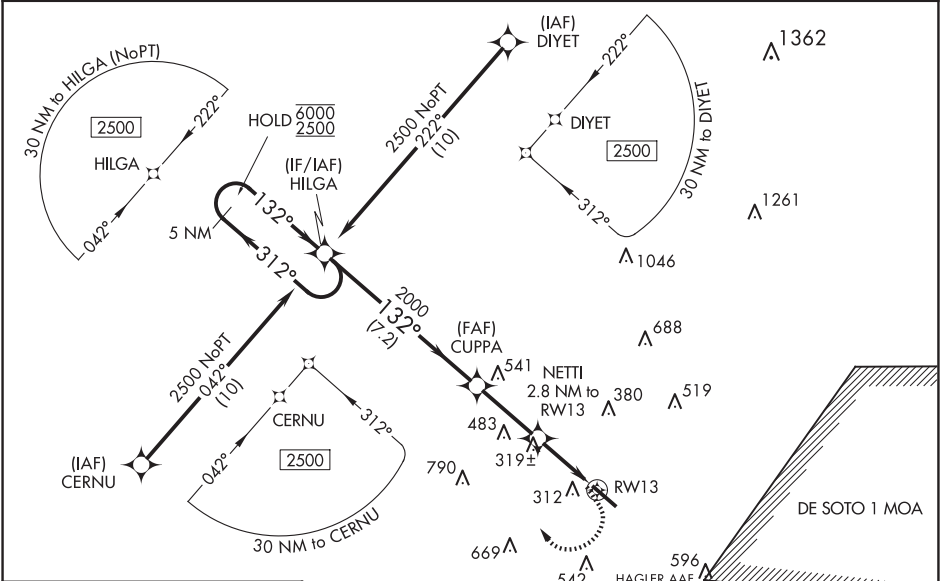 (IAF)
DIYET
1362
30 NM to HILGA (NoPT)
2500
222°
HILGA
042°
HOLD 6000
2500
(IF/IAF)
HILGA
2500 NoPT
222°
(10)
222°
DIYET
2500
312°
30 NM to DIYET
132°
5 NM
312°
1261
1046
2000
132°
(7.2)
688
(FAF)
CUPPA
541
NETTI
2.8 NM to
RW13
380
519
2500 NoPT
042°
(10)
(IAF)
CERNU
CERNU
312°
042°
2500
30 NM to CERNU
483
319±
790
312
RW13
DE SOTO 1 MOA
669
542
596
HAGLER AAF